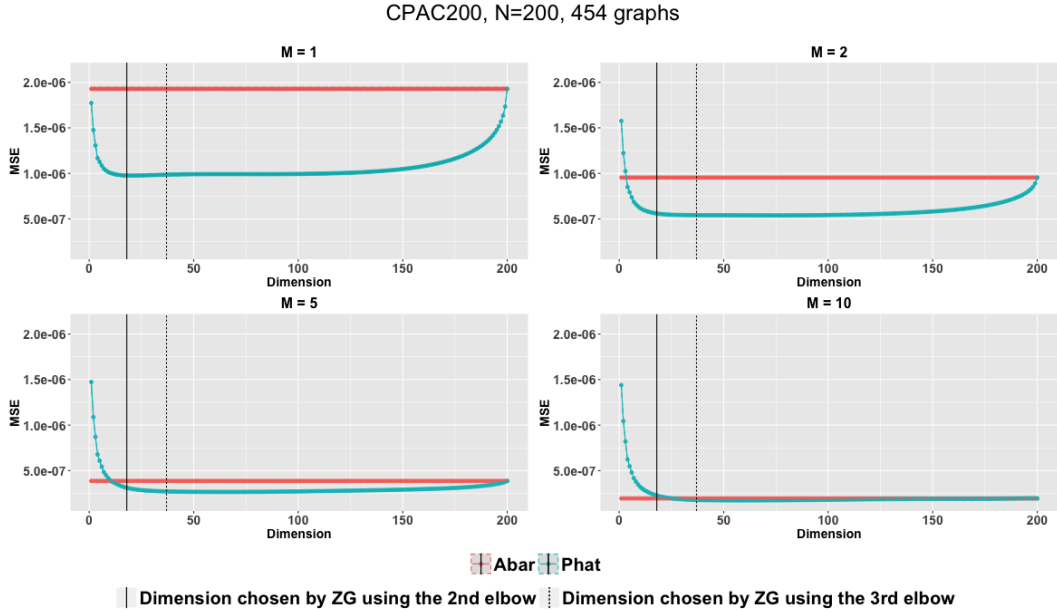 CPAC200, N=200, 454 graphs
M = 1
2.0e-06
1.5e-06
1.0e-06
5.0e-07
MSE
0 50 100 150 200
Dimension
M = 2
2.0e-06
1.5e-06
1.0e-06
5.0e-07
MSE
0 50 100 150 200
Dimension
M = 5
2.0e-06
1.5e-06
1.0e-06
5.0e-07
MSE
0 50 100 150 200
Dimension
M = 10
2.0e-06
1.5e-06
1.0e-06
5.0e-07
MSE
0 50 100 150 200
Dimension
Abar Phat
Dimension chosen by ZG using the 2nd elbow Dimension chosen by ZG using the 3rd elbow